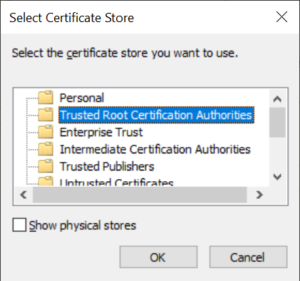 Select Certificate Store
Select the certificate store you want to use.
Personal
Trusted Root Certification Authorities
Enterprise Trust
Intermediate Certification Authorities
Trusted Publishers
Untrusted Certificates
Show physical stores
OK
Cancel